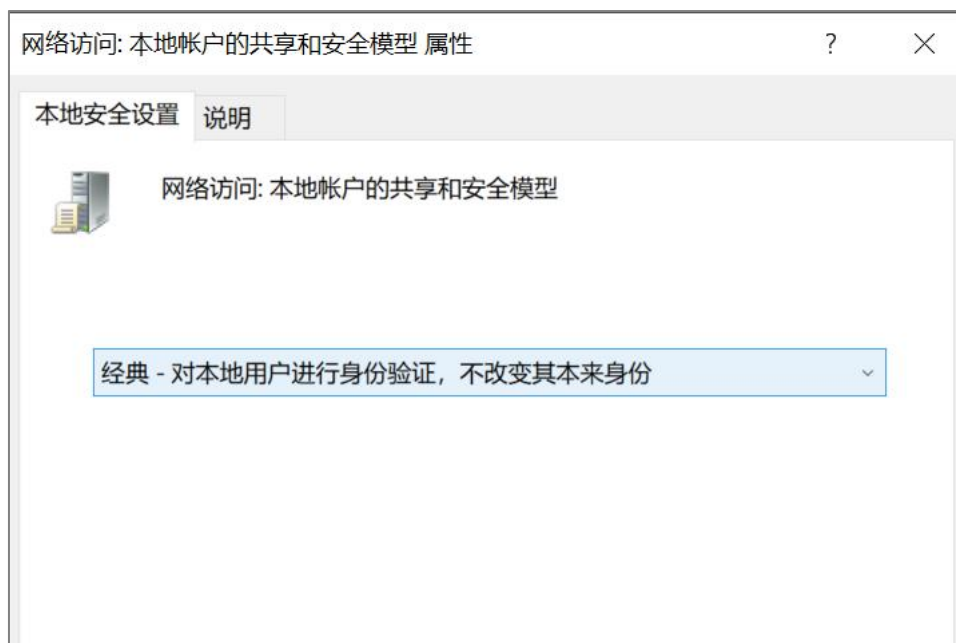 网络访问: 本地帐户的共享和安全模型 属性
?
本地安全设置
说明
网络访问: 本地帐户的共享和安全模型
经典 - 对本地用户进行身份验证，不改变其本来身份